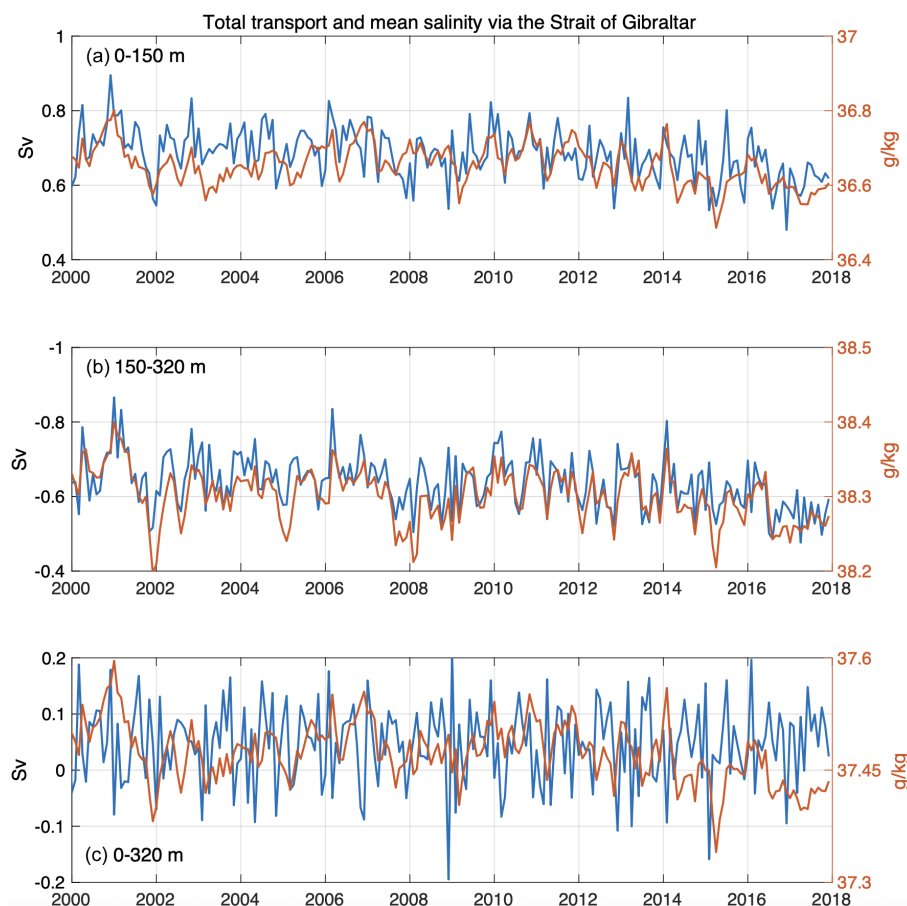 Total transport and mean salinity via the Strait of Gibraltar
(a) 0-150 m
1
0.8
0.6
0.4
Sv
37
36.8
36.6
36.4
g/kg
2000 2002 2004 2006 2008 2010 2012 2014 2016 2018
(b) 150-320 m
-1
-0.8
-0.6
-0.4
Sv
38.5
38.4
38.3
38.2
g/kg
2000 2002 2004 2006 2008 2010 2012 2014 2016 2018
0.2
0.1
0
-0.1
-0.2
Sv
37.6
37.45
37.3
g/kg
(c) 0-320 m
2000 2002 2004 2006 2008 2010 2012 2014 2016 2018